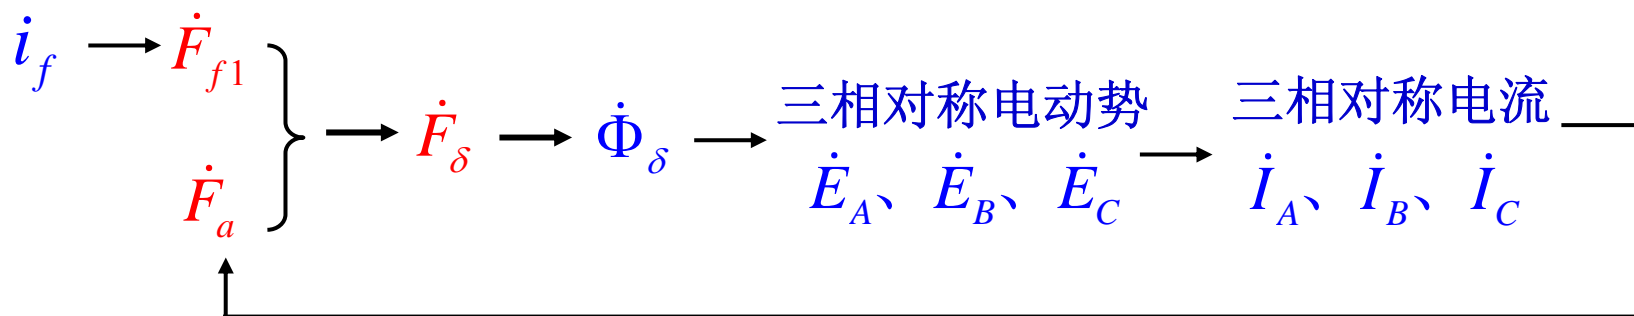 i̇_f → Ḟ_f1
Ḟ_a
} → Ḟ_δ → Φ̇_δ →
三相对称电动势
Ė_A、Ė_B、Ė_C →
三相对称电流
İ_A、İ_B、İ_C